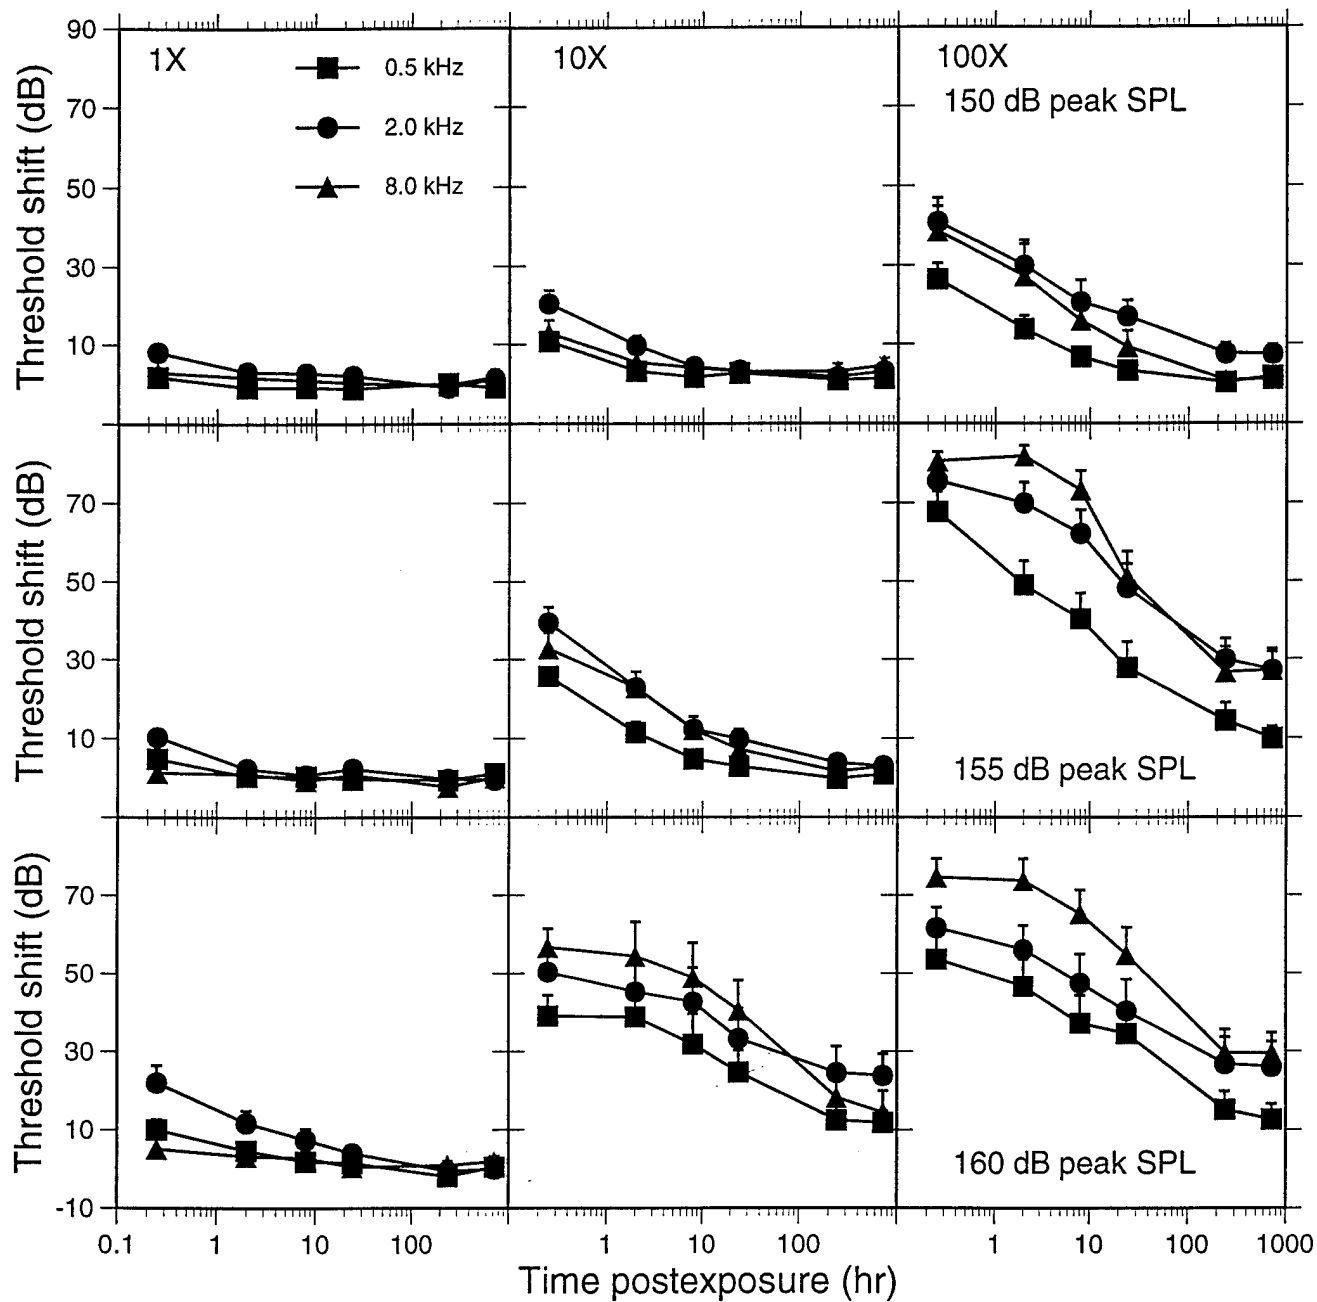 90
70
50
30
10
Threshold shift (dB)
1X
0.5 kHz
2.0 kHz
8.0 kHz
10X
100X
150 dB peak SPL
70
50
30
10
Threshold shift (dB)
155 dB peak SPL
70
50
30
10
-10
Threshold shift (dB)
160 dB peak SPL
0.1 1 10 100 1 10 100 1 10 100 1000
Time postexposure (hr)